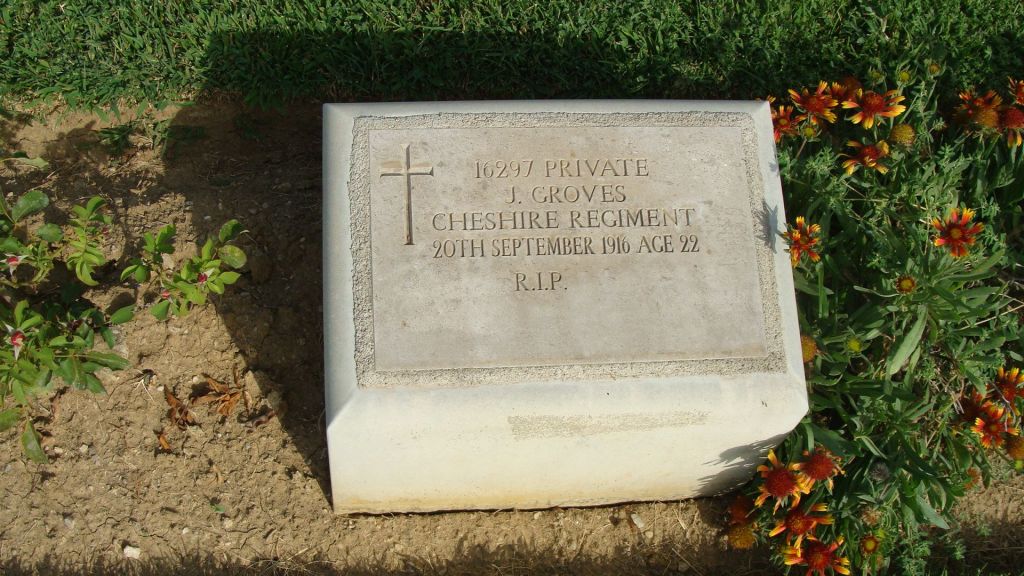 16297 PRIVATE
J. GROVES
CHESHIRE REGIMENT
20TH SEPTEMBER 1916 AGE 22
R.I.P.